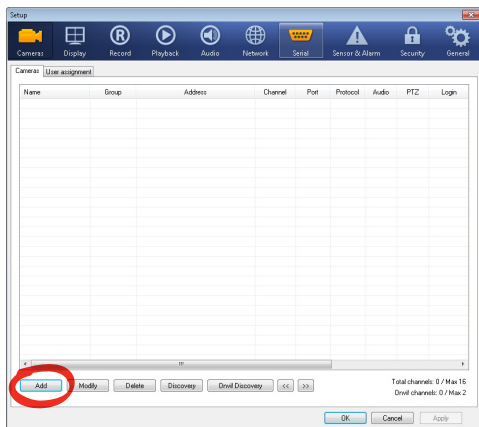 Setup
Cameras Display Record Playback Audio Network Serial Sensor & Alarm Security General
Cameras User assignment
Name Group Address Channel Port Protocol Audio PTZ Login
Add Modify Delete Discovery Onvif Discovery << >>
Total channels: 0 / Max 16
Onvif channels: 0 / Max 2
OK Cancel Apply